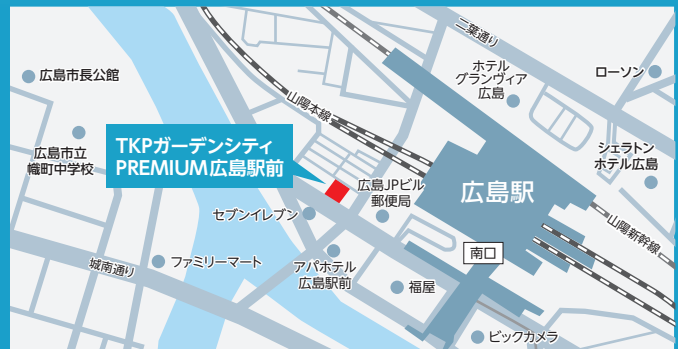 二葉通り
広島市長公館
ホテル
グランヴィア
広島
ローソン
山陽本線
TKPガーデンシティ
PREMIUM広島駅前
広島市立
幟町中学校
シェラトン
ホテル広島
広島JPビル
郵便局
広島駅
セブンイレブン
山陽新幹線
南口
城南通り
ファミリーマート
アパホテル
広島駅前
福屋
ビックカメラ